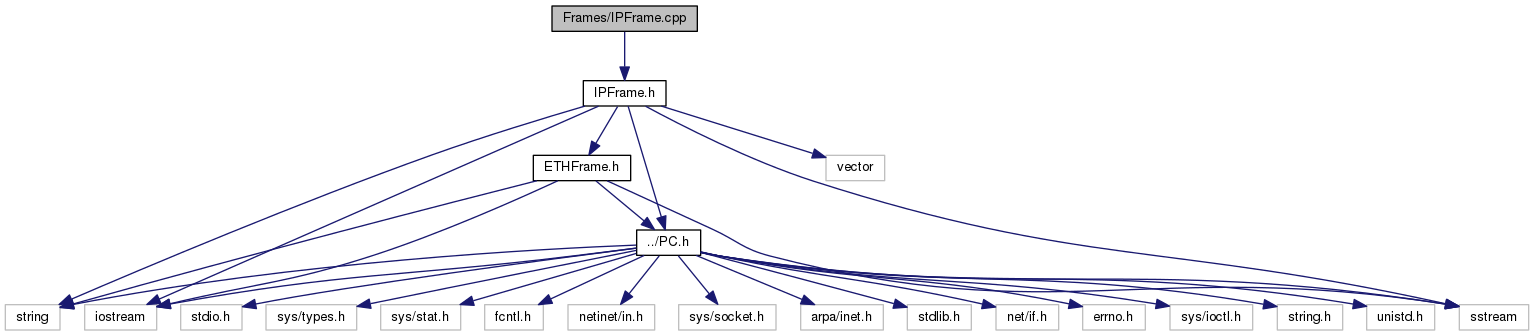 Frames/IPFrame.cpp
IPFrame.h
ETHFrame.h
vector
../PC.h
string
iostream
stdio.h
sys/types.h
sys/stat.h
fcntl.h
netinet/in.h
sys/socket.h
arpa/inet.h
stdlib.h
net/if.h
errno.h
sys/ioctl.h
string.h
unistd.h
sstream